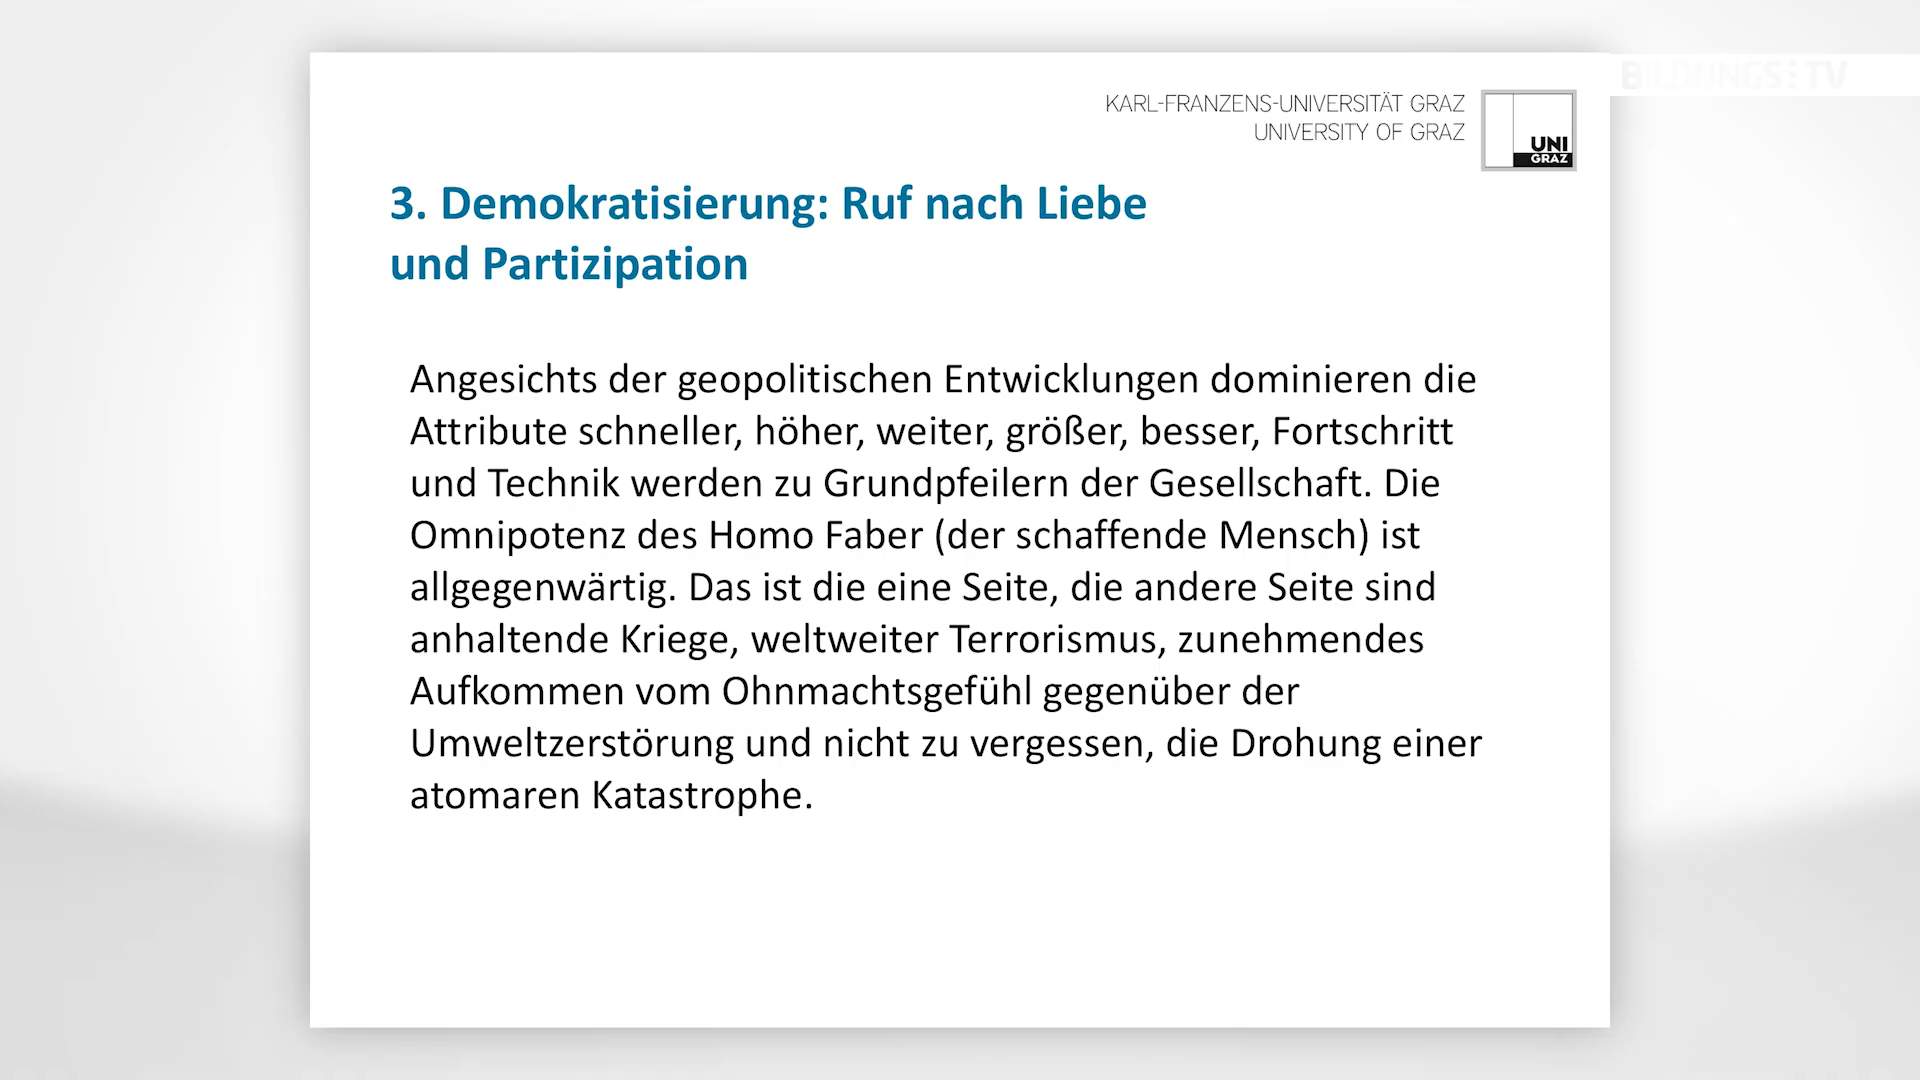 BILDUNGS TV
KARL-FRANZENS-UNIVERSITÄT GRAZ
UNIVERSITY OF GRAZ
UNI
GRAZ
3. Demokratisierung: Ruf nach Liebe
und Partizipation
Angesichts der geopolitischen Entwicklungen dominieren die
Attribute schneller, höher, weiter, größer, besser, Fortschritt
und Technik werden zu Grundpfeilern der Gesellschaft. Die
Omnipotenz des Homo Faber (der schaffende Mensch) ist
allgegenwärtig. Das ist die eine Seite, die andere Seite sind
anhaltende Kriege, weltweiter Terrorismus, zunehmendes
Aufkommen vom Ohnmachtsgefühl gegenüber der
Umweltzerstörung und nicht zu vergessen, die Drohung einer
atomaren Katastrophe.